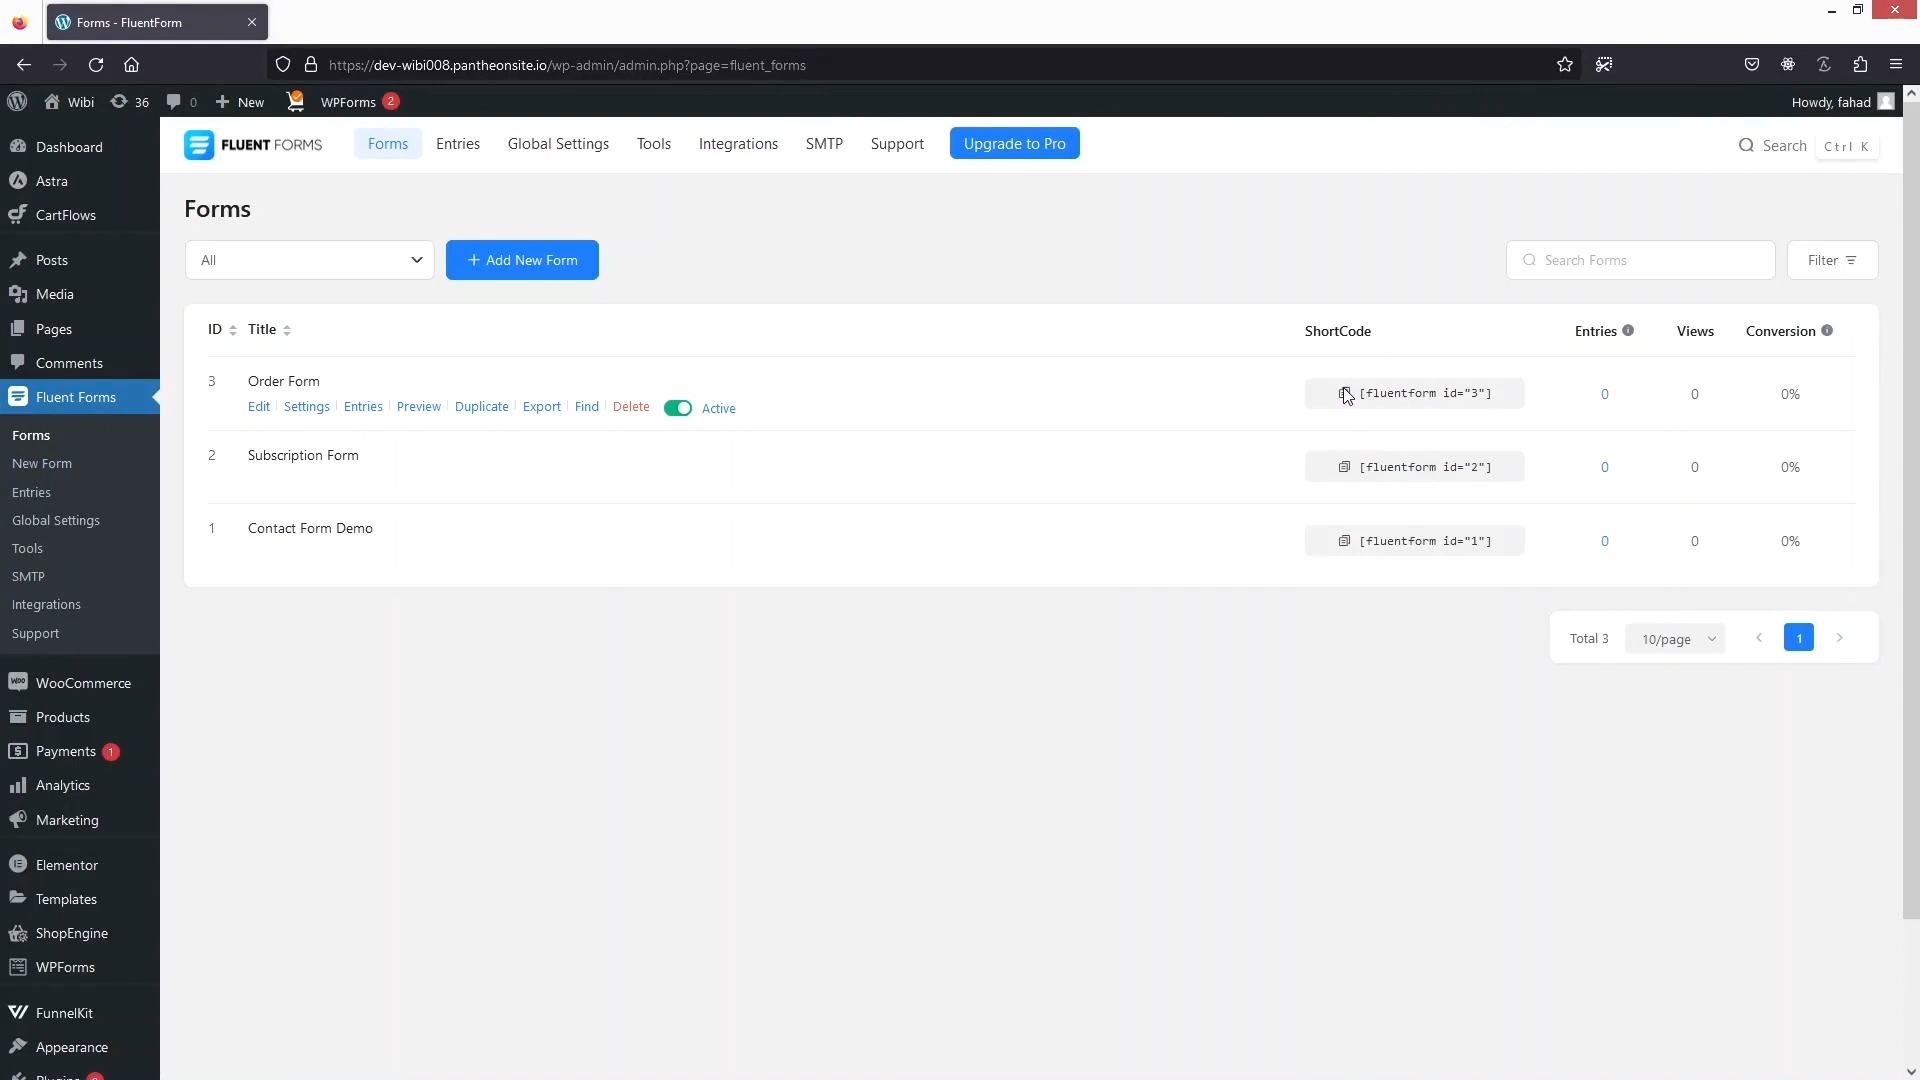 Forms - FluentForm
https://dev-wibi008.pantheonsite.io/wp-admin/admin.php?page=fluent_forms
Wibi 36 0 New WPForms 2 Howdy, fahad
FLUENT FORMS Forms Entries Global Settings Tools Integrations SMTP Support Upgrade to Pro Search Ctrl K
Dashboard
Astra
CartFlows
Posts
Media
Pages
Comments
Fluent Forms
Forms
New Form
Entries
Global Settings
Tools
SMTP
Integrations
Support
WooCommerce
Products
Payments 1
Analytics
Marketing
Elementor
Templates
ShopEngine
WPForms
FunnelKit
Appearance
Forms
All Add New Form Search Forms Filter
ID Title ShortCode Entries Views Conversion
3 Order Form [fluentform id="3"] 0 0 0%
Edit Settings Entries Preview Duplicate Export Find Delete Active
2 Subscription Form [fluentform id="2"] 0 0 0%
1 Contact Form Demo [fluentform id="1"] 0 0 0%
Total 3 10/page 1